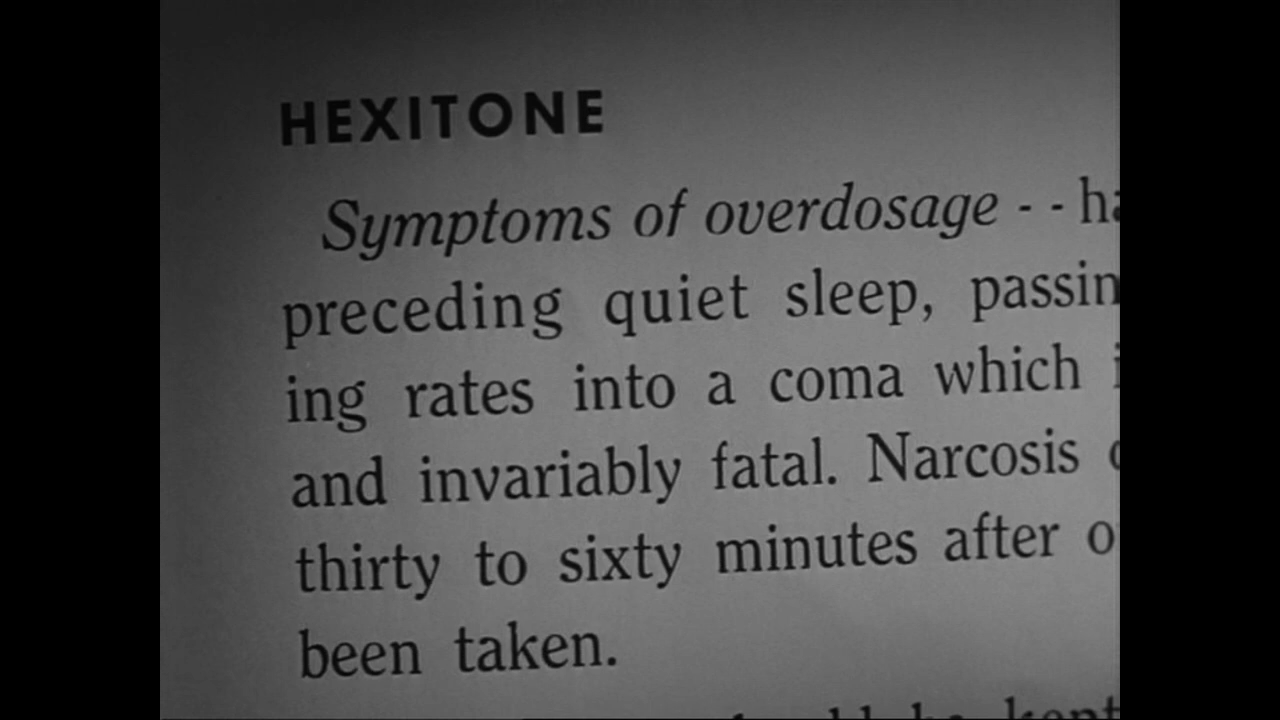 HEXITONE
Symptoms of overdosage - -
preceding quiet sleep,
ing rates into a coma which
and invariably fatal. Narcosis
thirty to sixty minutes after
been taken.